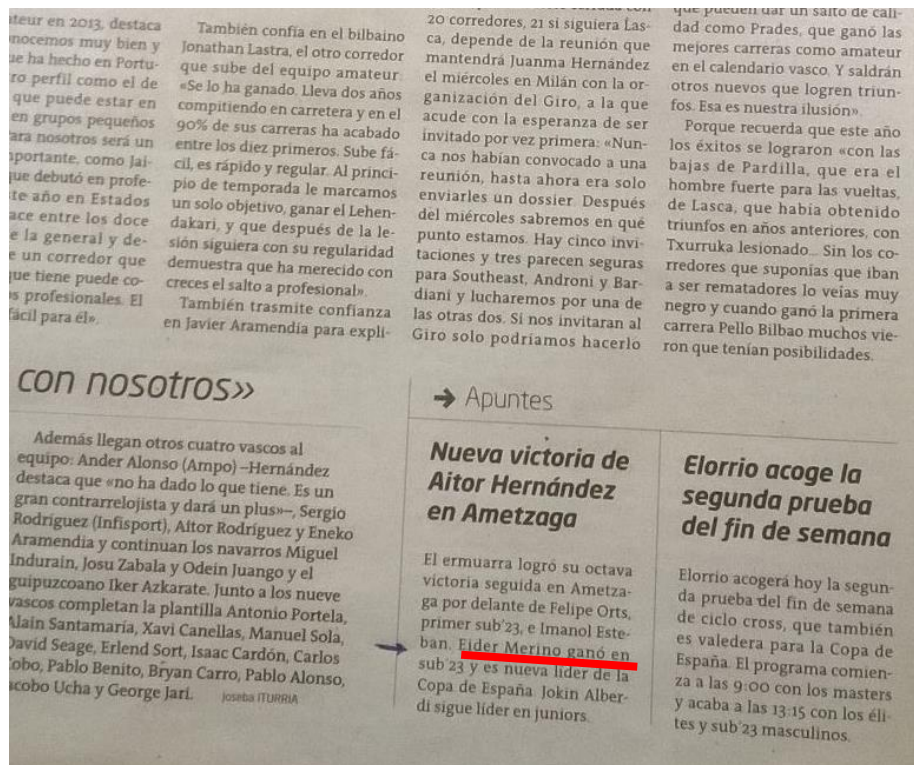 teur en 2013, destaca
nocemos muy bien y
ue ha hecho en Portu-
ro perfil como el de
que puede estar en
en grupos pequeños
ara nosotros será un
portante, como Jai-
que debutó en profe-
te año en Estados
ace entre los doce
e la general y de-
e un corredor que
que tiene puede co-
s profesionales. El
fácil para él».
También confía en el bilbaino
Jonathan Lastra, el otro corredor
que sube del equipo amateur:
«Se lo ha ganado. Lleva dos años
compitiendo en carretera y en el
90% de sus carreras ha acabado
entre los diez primeros. Sube fá-
cil, es rápido y regular. Al princi-
pio de temporada le marcamos
un solo objetivo, ganar el Lehen-
dakari, y que después de la le-
sión siguiera con su regularidad
demuestra que ha merecido con
creces el salto a profesional».
También trasmite confianza
en Javier Aramendia para expli-
20 corredores, 21 si siguiera Las-
ca, depende de la reunión que
mantendrá Juanma Hernández
el miércoles en Milán con la or-
ganización del Giro, a la que
acude con la esperanza de ser
invitado por vez primera: «Nun-
ca nos habían convocado a una
reunión, hasta ahora era solo
enviarles un dossier. Después
del miércoles sabremos en qué
punto estamos. Hay cinco invi-
taciones y tres parecen seguras
para Southeast, Androni y Bar-
diani y lucharemos por una de
las otras dos. Si nos invitaran al
Giro solo podríamos hacerlo
que pueden dar un salto de cali-
dad como Prades, que ganó las
mejores carreras como amateur
en el calendario vasco. Y saldrán
otros nuevos que logren triun-
fos. Esa es nuestra ilusión».
Porque recuerda que este año
los éxitos se lograron «con las
bajas de Pardilla, que era el
hombre fuerte para las vueltas,
de Lasca, que había obtenido
triunfos en años anteriores, con
Txurruka lesionado... Sin los co-
rredores que suponías que iban
a ser rematadores lo veías muy
negro y cuando ganó la primera
carrera Pello Bilbao muchos vie-
ron que tenían posibilidades.
con nosotros»
Además llegan otros cuatro vascos al
equipo: Ander Alonso (Ampo) –Hernández
destaca que «no ha dado lo que tiene. Es un
gran contrarrelojista y dará un plus»–, Sergio
Rodríguez (Infisport), Aitor Rodríguez y Eneko
Aramendia y continuan los navarros Miguel
Indurain, Josu Zabala y Odein Juango y el
guipuzcoano Iker Azkarate. Junto a los nueve
vascos completan la plantilla Antonio Portela,
Alain Santamaría, Xavi Canellas, Manuel Sola,
David Seage, Erlend Sort, Isaac Cardón, Carlos
Cobo, Pablo Benito, Bryan Carro, Pablo Alonso,
acobo Ucha y George Jari. Joseba ITURRIA
→ Apuntes
Nueva victoria de
Aitor Hernández
en Ametzaga
El ermuarra logró su octava
victoria seguida en Ametza-
ga por delante de Felipe Orts,
primer sub'23, e Imanol Este-
ban. Eider Merino ganó en
sub'23 y es nueva líder de la
Copa de España. Jokin Alber-
di sigue líder en juniors.
Elorrio acoge la
segunda prueba
del fin de semana
Elorrio acogerá hoy la segun-
da prueba del fin de semana
de ciclo cross, que también
es valedera para la Copa de
España. El programa comien-
za a las 9:00 con los masters
y acaba a las 13:15 con los éli-
tes y sub'23 masculinos.